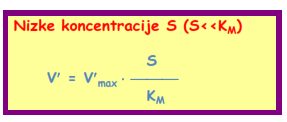 Nizke koncentracije S (S<<KM)
S
V' = V'max · ———
KM